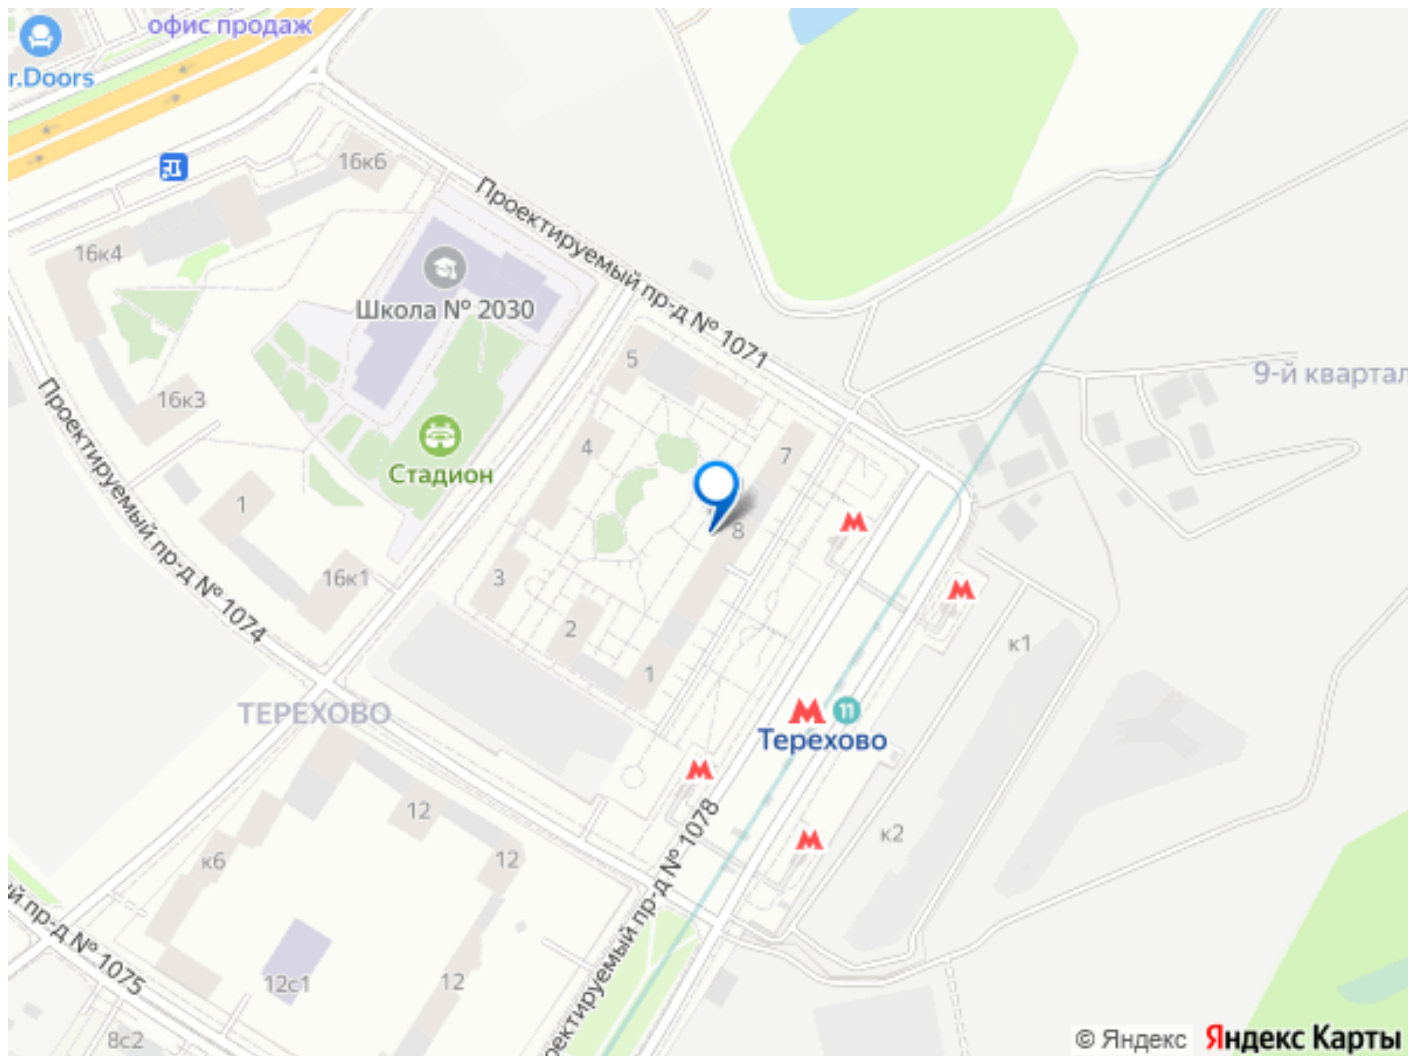 офис продаж
r.Doors
16к6
Проектируемый пр-д № 1071
16к4
Школа № 2030
5
9-й квартал
16к3
Проектируемый пр-д № 1074
4
7
Стадион
1
8
3
16к1
2
к1
1
ТЕРЕХОВО
11
Терехово
Проектируемый пр-д № 1078
12
к2
к6
12
й пр-д № 1075
12с1
12
8с2
© Яндекс
Яндекс Карты